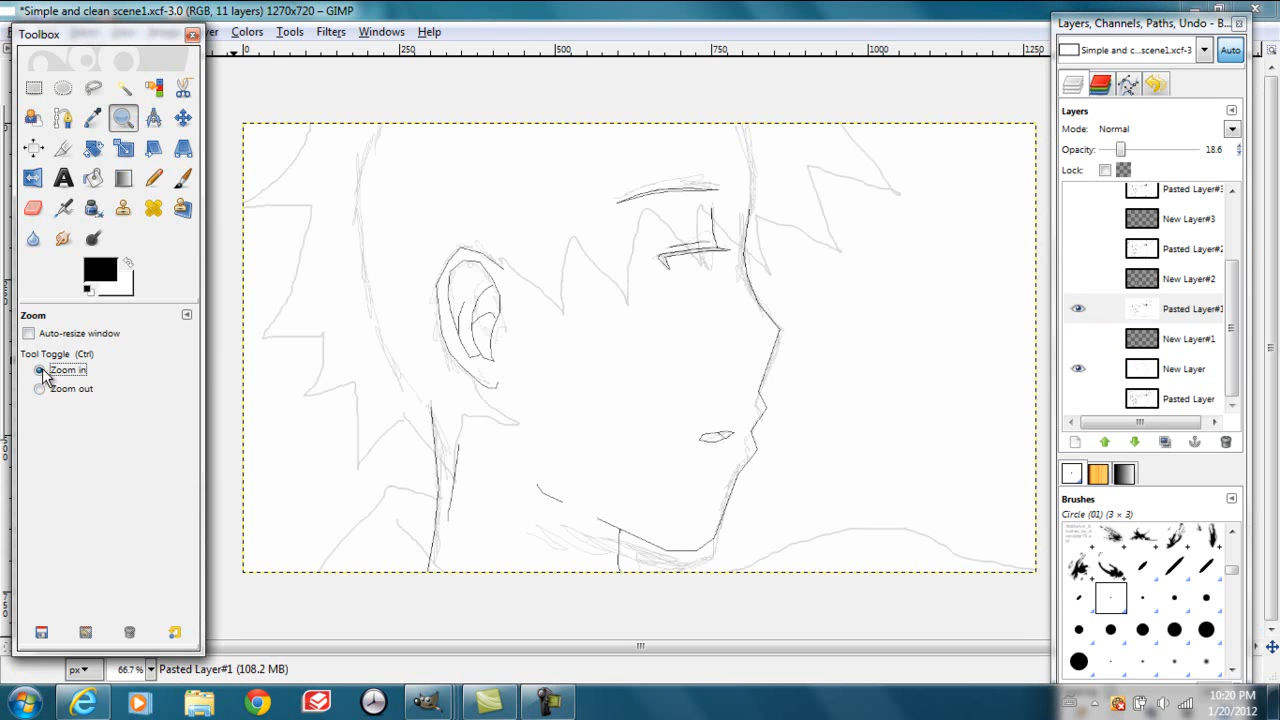 *Simple and clean scene1.xcf-3.0 (RGB, 11 layers) 1270x720 – GIMP
Toolbox
Colors Tools Filters Windows Help
0 250 500 750 1000 1250
Zoom
Auto-resize window
Tool Toggle (Ctrl)
Zoom in
Zoom out
px 66.7% Pasted Layer#1 (108.2 MB)
Layers, Channels, Paths, Undo - B...
Simple and c...scene1.xcf-3 Auto
Layers
Mode: Normal
Opacity: 18.6
Lock:
Pasted Layer#3
New Layer#3
Pasted Layer#2
New Layer#2
Pasted Layer#1
New Layer#1
New Layer
Pasted Layer
Brushes
Circle (01) (3 × 3)
10:20 PM
1/20/2012